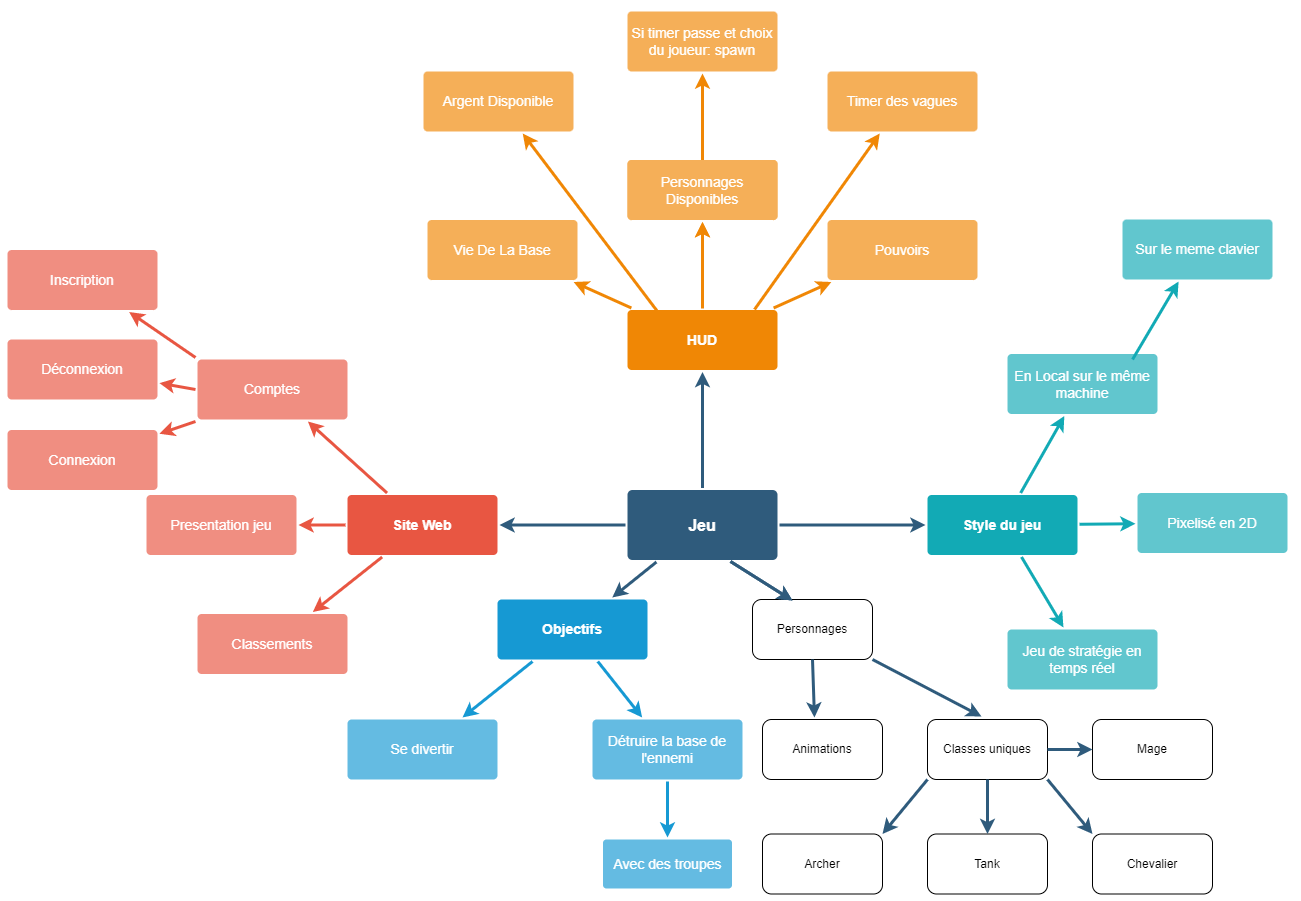 Si timer passe et choix
du joueur: spawn
Argent Disponible
Timer des vagues
Personnages
Disponibles
Vie De La Base
Pouvoirs
Sur le meme clavier
Inscription
HUD
Déconnexion
Comptes
En Local sur le même
machine
Connexion
Presentation jeu
Site Web
Jeu
Style du jeu
Pixelisé en 2D
Objectifs
Personnages
Classements
Jeu de stratégie en
temps réel
Se divertir
Détruire la base de
l'ennemi
Animations
Classes uniques
Mage
Avec des troupes
Archer
Tank
Chevalier